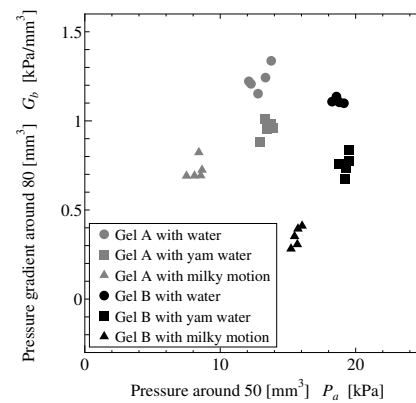 Pressure gradient around 80 [mm³] G_b [kPa/mm³]
1.5
1
0.5
0
Gel A with water
Gel A with yam water
Gel A with milky motion
Gel B with water
Gel B with yam water
Gel B with milky motion
0 10 20 [kPa
Pressure around 50 [mm³] P_a